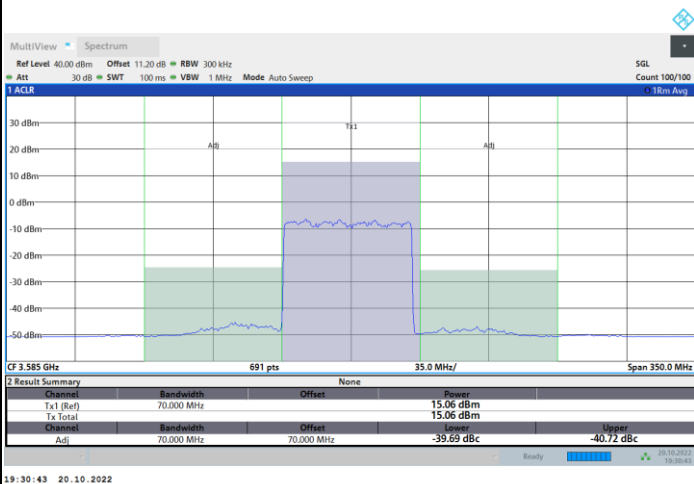 MultiView Spectrum
Ref Level 40.00 dBm Offset 11.20 dB RBW 300 kHz SGL
Att 30 dB SWT 100 ms VBW 1 MHz Mode Auto Sweep Count 100/100
1 ACLR 1Rm Avg
30 dBm
Tx1
20 dBm Adj Adj
10 dBm
0 dBm
-10 dBm
-20 dBm
-30 dBm
-40 dBm
-50 dBm
CF 3.585 GHz 691 pts 35.0 MHz/ Span 350.0 MHz
2 Result Summary None
Channel Bandwidth Offset Power
Tx1 (Ref) 70.000 MHz 15.06 dBm
Tx Total 15.06 dBm
Channel Bandwidth Offset Lower Upper
Adj 70.000 MHz 70.000 MHz -39.69 dBc -40.72 dBc
Ready 20.10.2022
19:30:43
19:30:43 20.10.2022